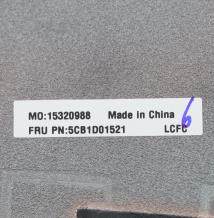 MO:15320988 Made in China
FRU PN:5CB1D01521 LCFC
6